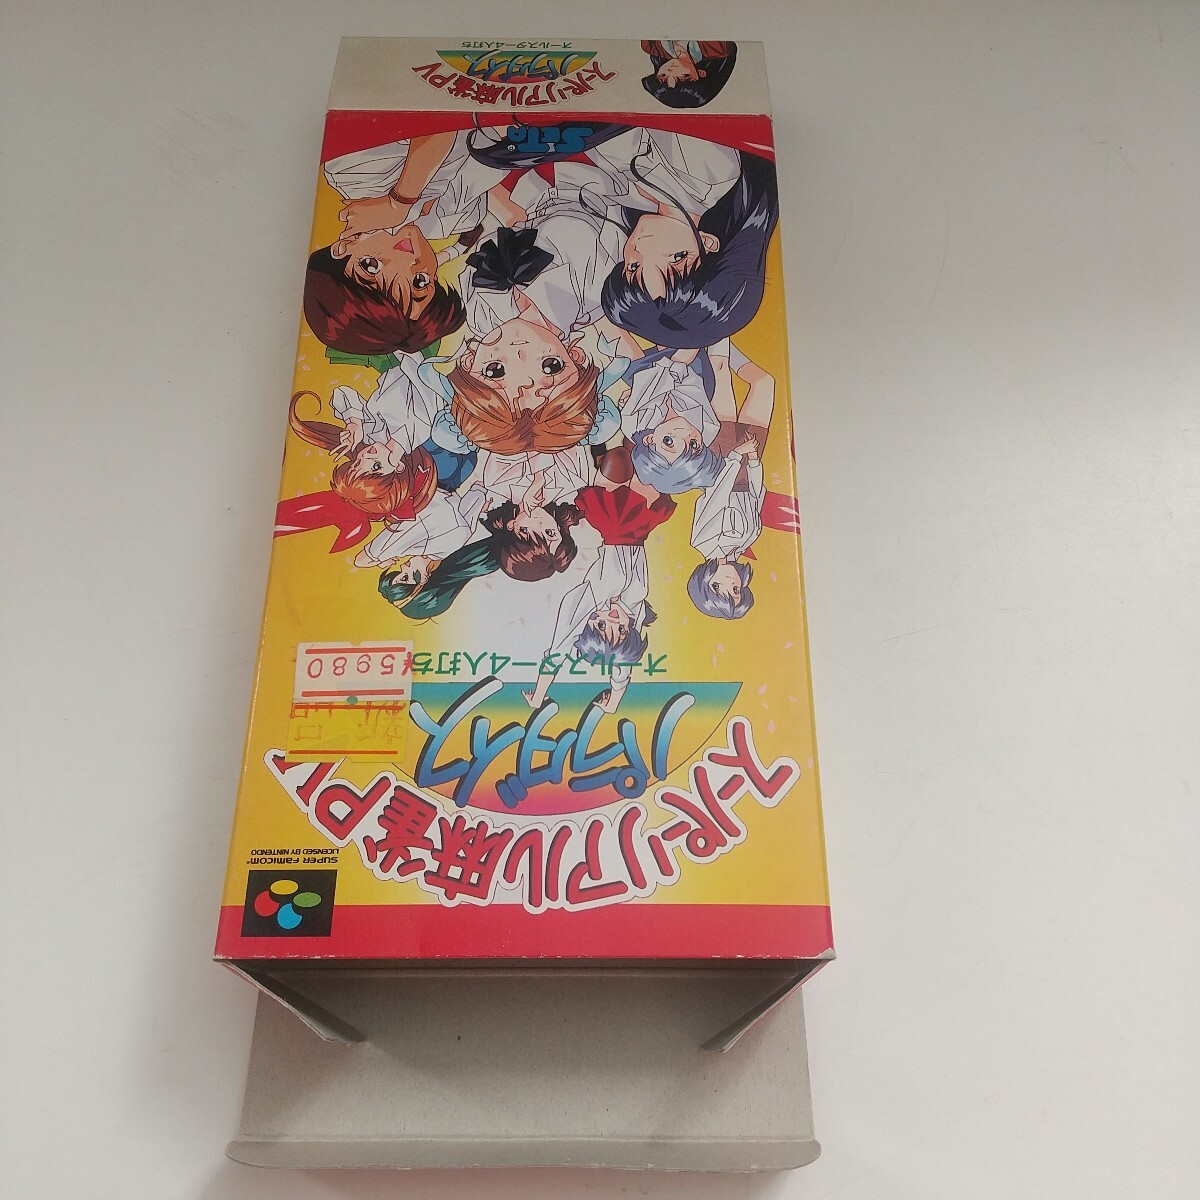 スーパーリアル麻雀PV
パラダイス
オールスター4人打ち
SUPER FAMICOM®
LICENSED BY NINTENDO
スーパーリアル麻雀PV
パラダイス
オールスター4人打ち
¥5980
SETA®